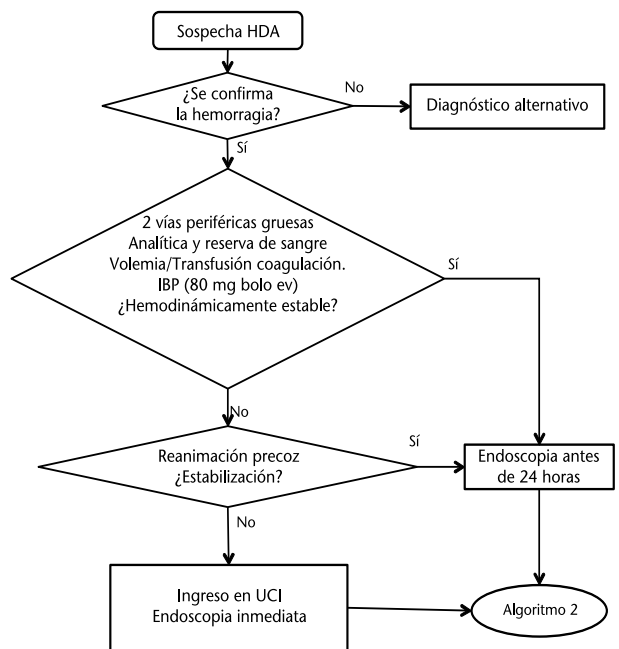 Sospecha HDA
¿Se confirma
la hemorragia?
No
Diagnóstico alternativo
Sí
2 vías periféricas gruesas
Analítica y reserva de sangre
Volemia/Transfusión coagulación.
IBP (80 mg bolo ev)
¿Hemodinámicamente estable?
Sí
No
Reanimación precoz
¿Estabilización?
Sí
Endoscopia antes
de 24 horas
No
Ingreso en UCI
Endoscopia inmediata
Algoritmo 2